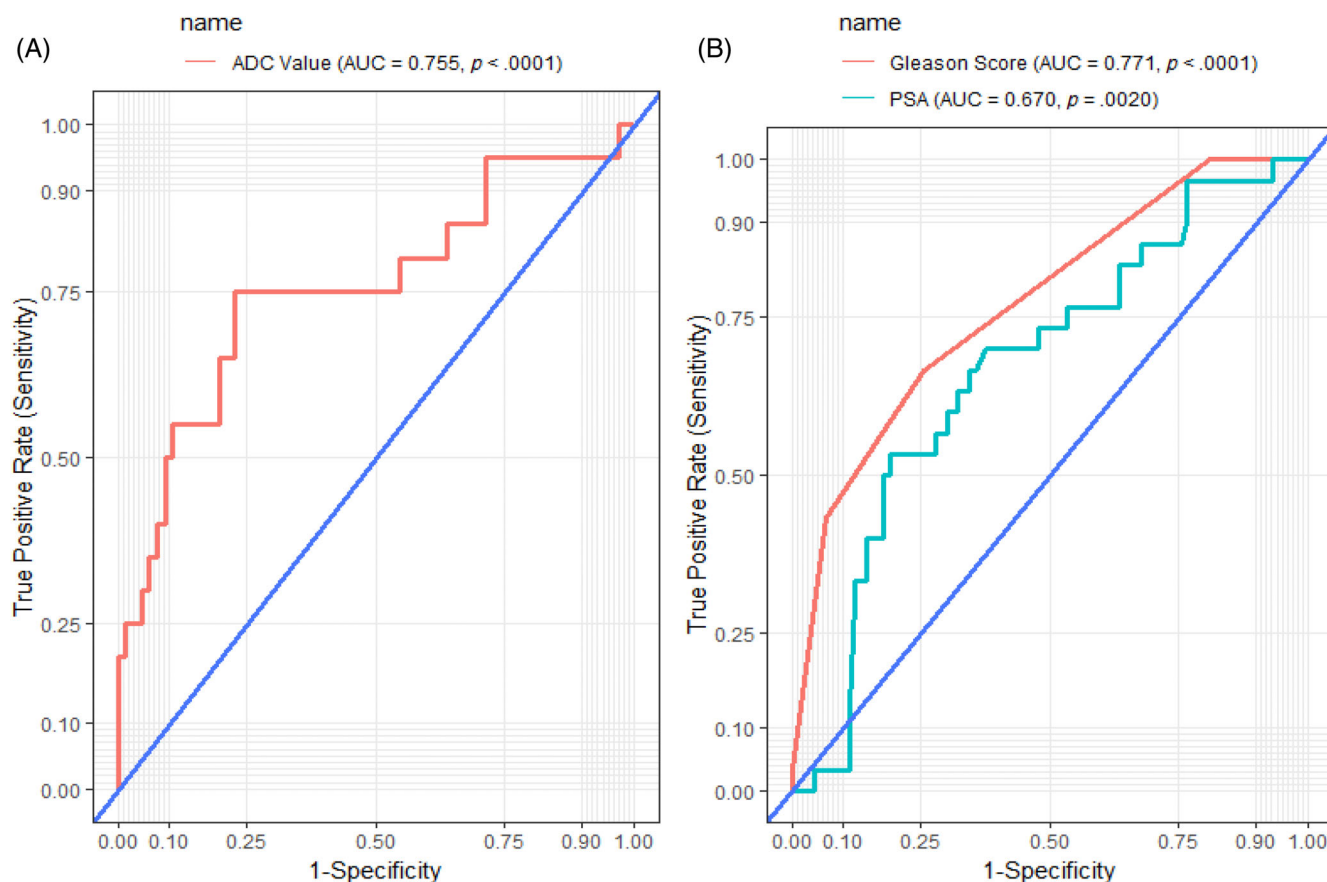 (A)
name
ADC Value (AUC = 0.755, p < .0001)
True Positive Rate (Sensitivity)
1.00
0.90
0.75
0.50
0.25
0.10
0.00
0.00 0.10 0.25 0.50 0.75 0.90 1.00
1-Specificity
(B)
name
Gleason Score (AUC = 0.771, p < .0001)
PSA (AUC = 0.670, p = .0020)
True Positive Rate (Sensitivity)
1.00
0.90
0.75
0.50
0.25
0.10
0.00
0.00 0.10 0.25 0.50 0.75 0.90 1.00
1-Specificity